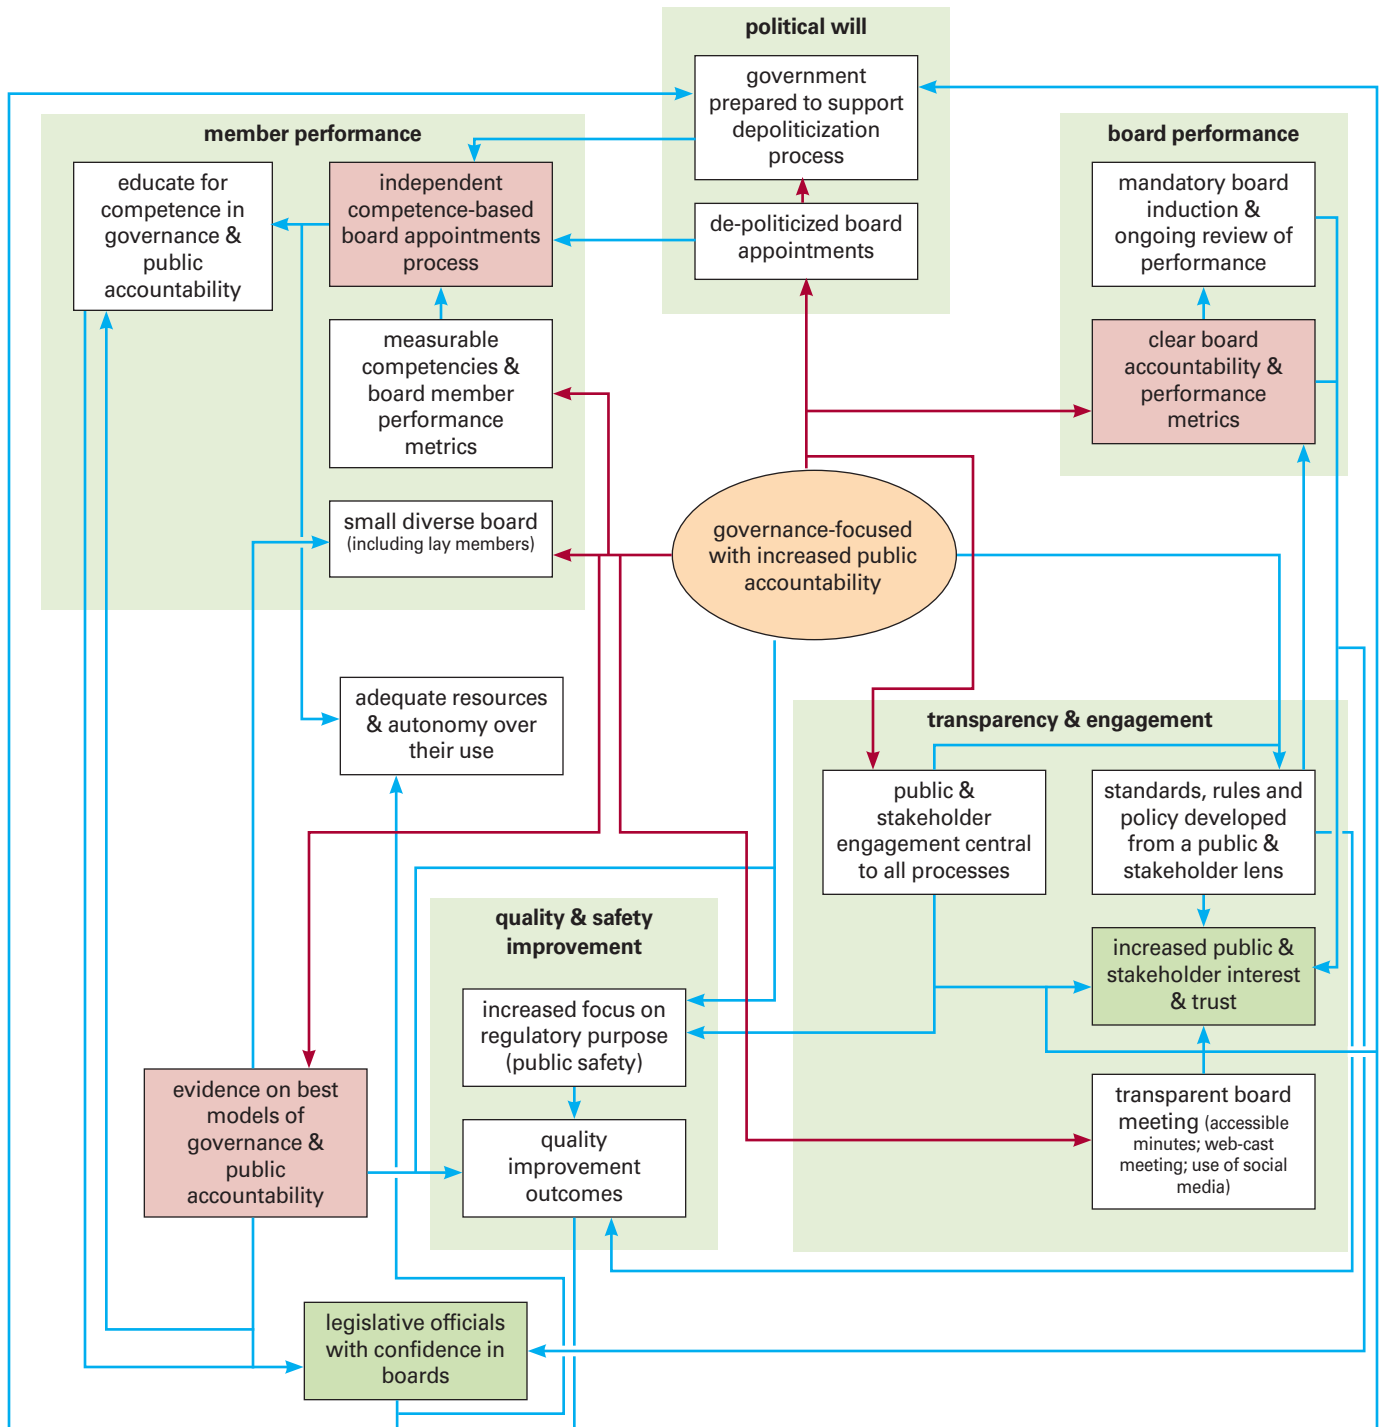 political will
government
prepared to support
depoliticization
process
de-politicized board
appointments
member performance
educate for
competence in
governance &
public
accountability
independent
competence-based
board appointments
process
measurable
competencies &
board member
performance
metrics
small diverse board
(including lay members)
board performance
mandatory board
induction &
ongoing review of
performance
clear board
accountability &
performance
metrics
governance-focused
with increased public
accountability
adequate resources
& autonomy over
their use
transparency & engagement
public &
stakeholder
engagement central
to all processes
standards, rules and
policy developed
from a public &
stakeholder lens
increased public &
stakeholder interest
& trust
transparent board
meeting (accessible
minutes; web-cast
meeting; use of social
media)
quality & safety
improvement
increased focus on
regulatory purpose
(public safety)
quality
improvement
outcomes
evidence on best
models of
governance &
public
accountability
legislative officials
with confidence in
boards